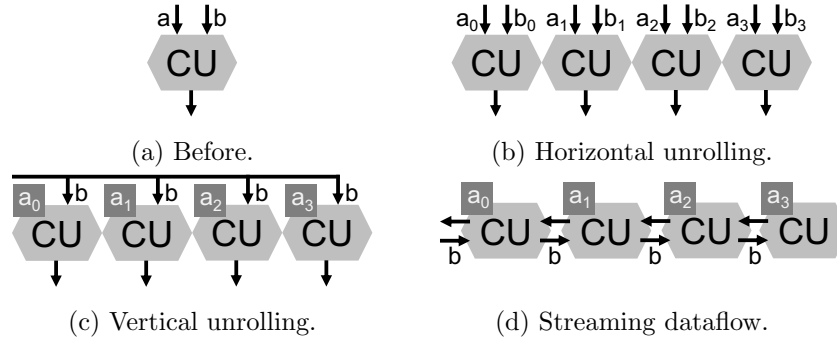 a b
CU
(a) Before.
a₀ b₀ a₁ b₁ a₂ b₂ a₃ b₃
CU CU CU CU
(b) Horizontal unrolling.
b b b b
a₀ a₁ a₂ a₃
CU CU CU CU
(c) Vertical unrolling.
a₀ a₁ a₂ a₃
CU CU CU CU
b b b b
(d) Streaming dataflow.